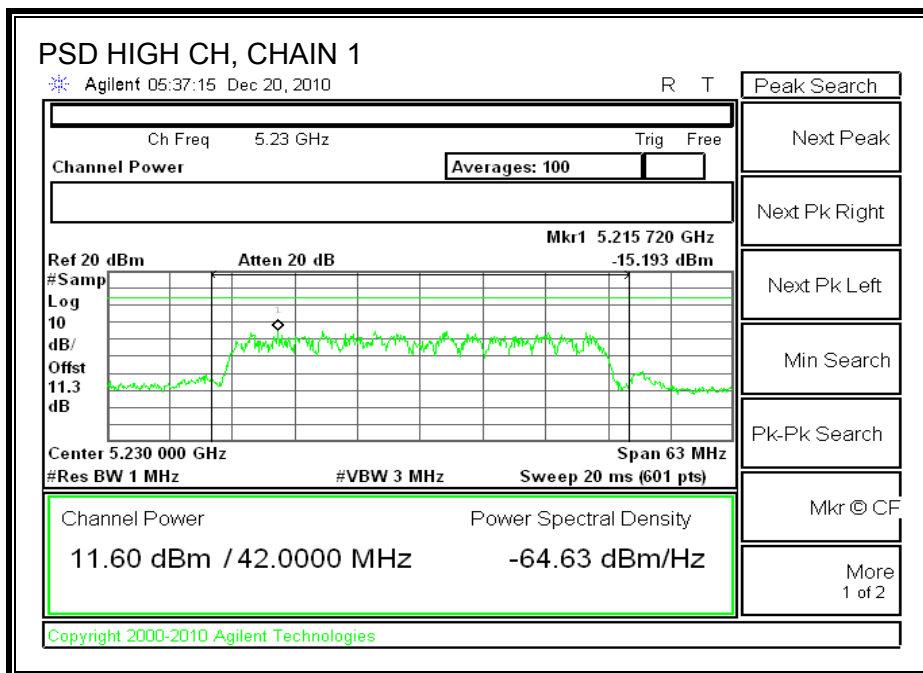 PSD HIGH CH, CHAIN 1
Agilent 05:37:15 Dec 20, 2010 R T
Peak Search
Ch Freq 5.23 GHz Trig Free
Channel Power Averages: 100
Mkr1 5.215 720 GHz
Ref 20 dBm Atten 20 dB -15.193 dBm
#Samp
Log
10
dB/
Offst
11.3
dB
1
Center 5.230 000 GHz Span 63 MHz
#Res BW 1 MHz #VBW 3 MHz Sweep 20 ms (601 pts)
Channel Power Power Spectral Density
11.60 dBm / 42.0000 MHz -64.63 dBm/Hz
Copyright 2000-2010 Agilent Technologies
Next Peak
Next Pk Right
Next Pk Left
Min Search
Pk-Pk Search
Mkr © CF
More
1 of 2